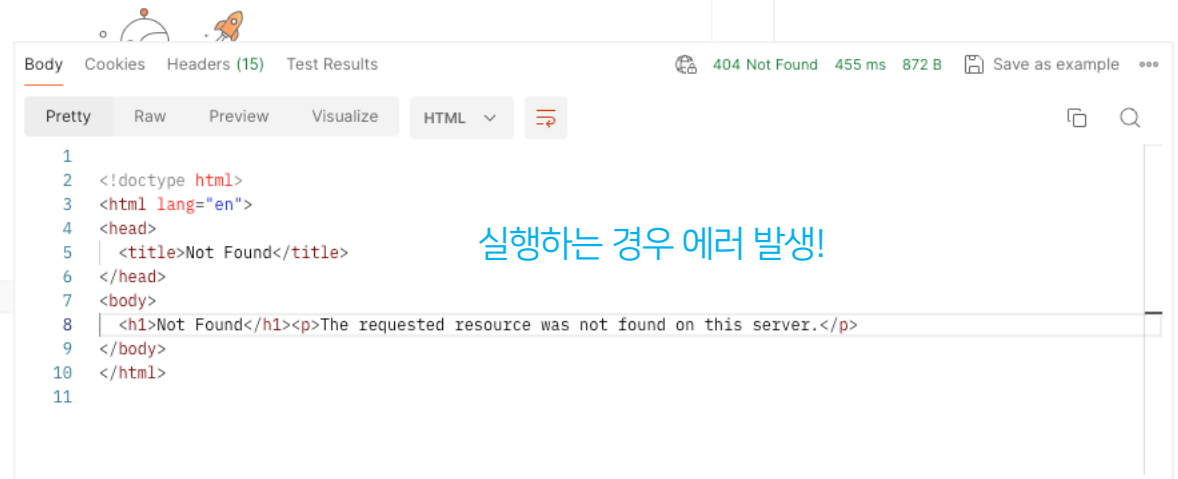 Body Cookies Headers (15) Test Results 404 Not Found 455 ms 872 B Save as example
Pretty Raw Preview Visualize HTML
1
2 <!doctype html>
3 <html lang="en">
4 <head>
5 <title>Not Found</title>
6 </head>
7 <body>
8 <h1>Not Found</h1><p>The requested resource was not found on this server.</p>
9 </body>
10 </html>
11
실행하는 경우 에러 발생!